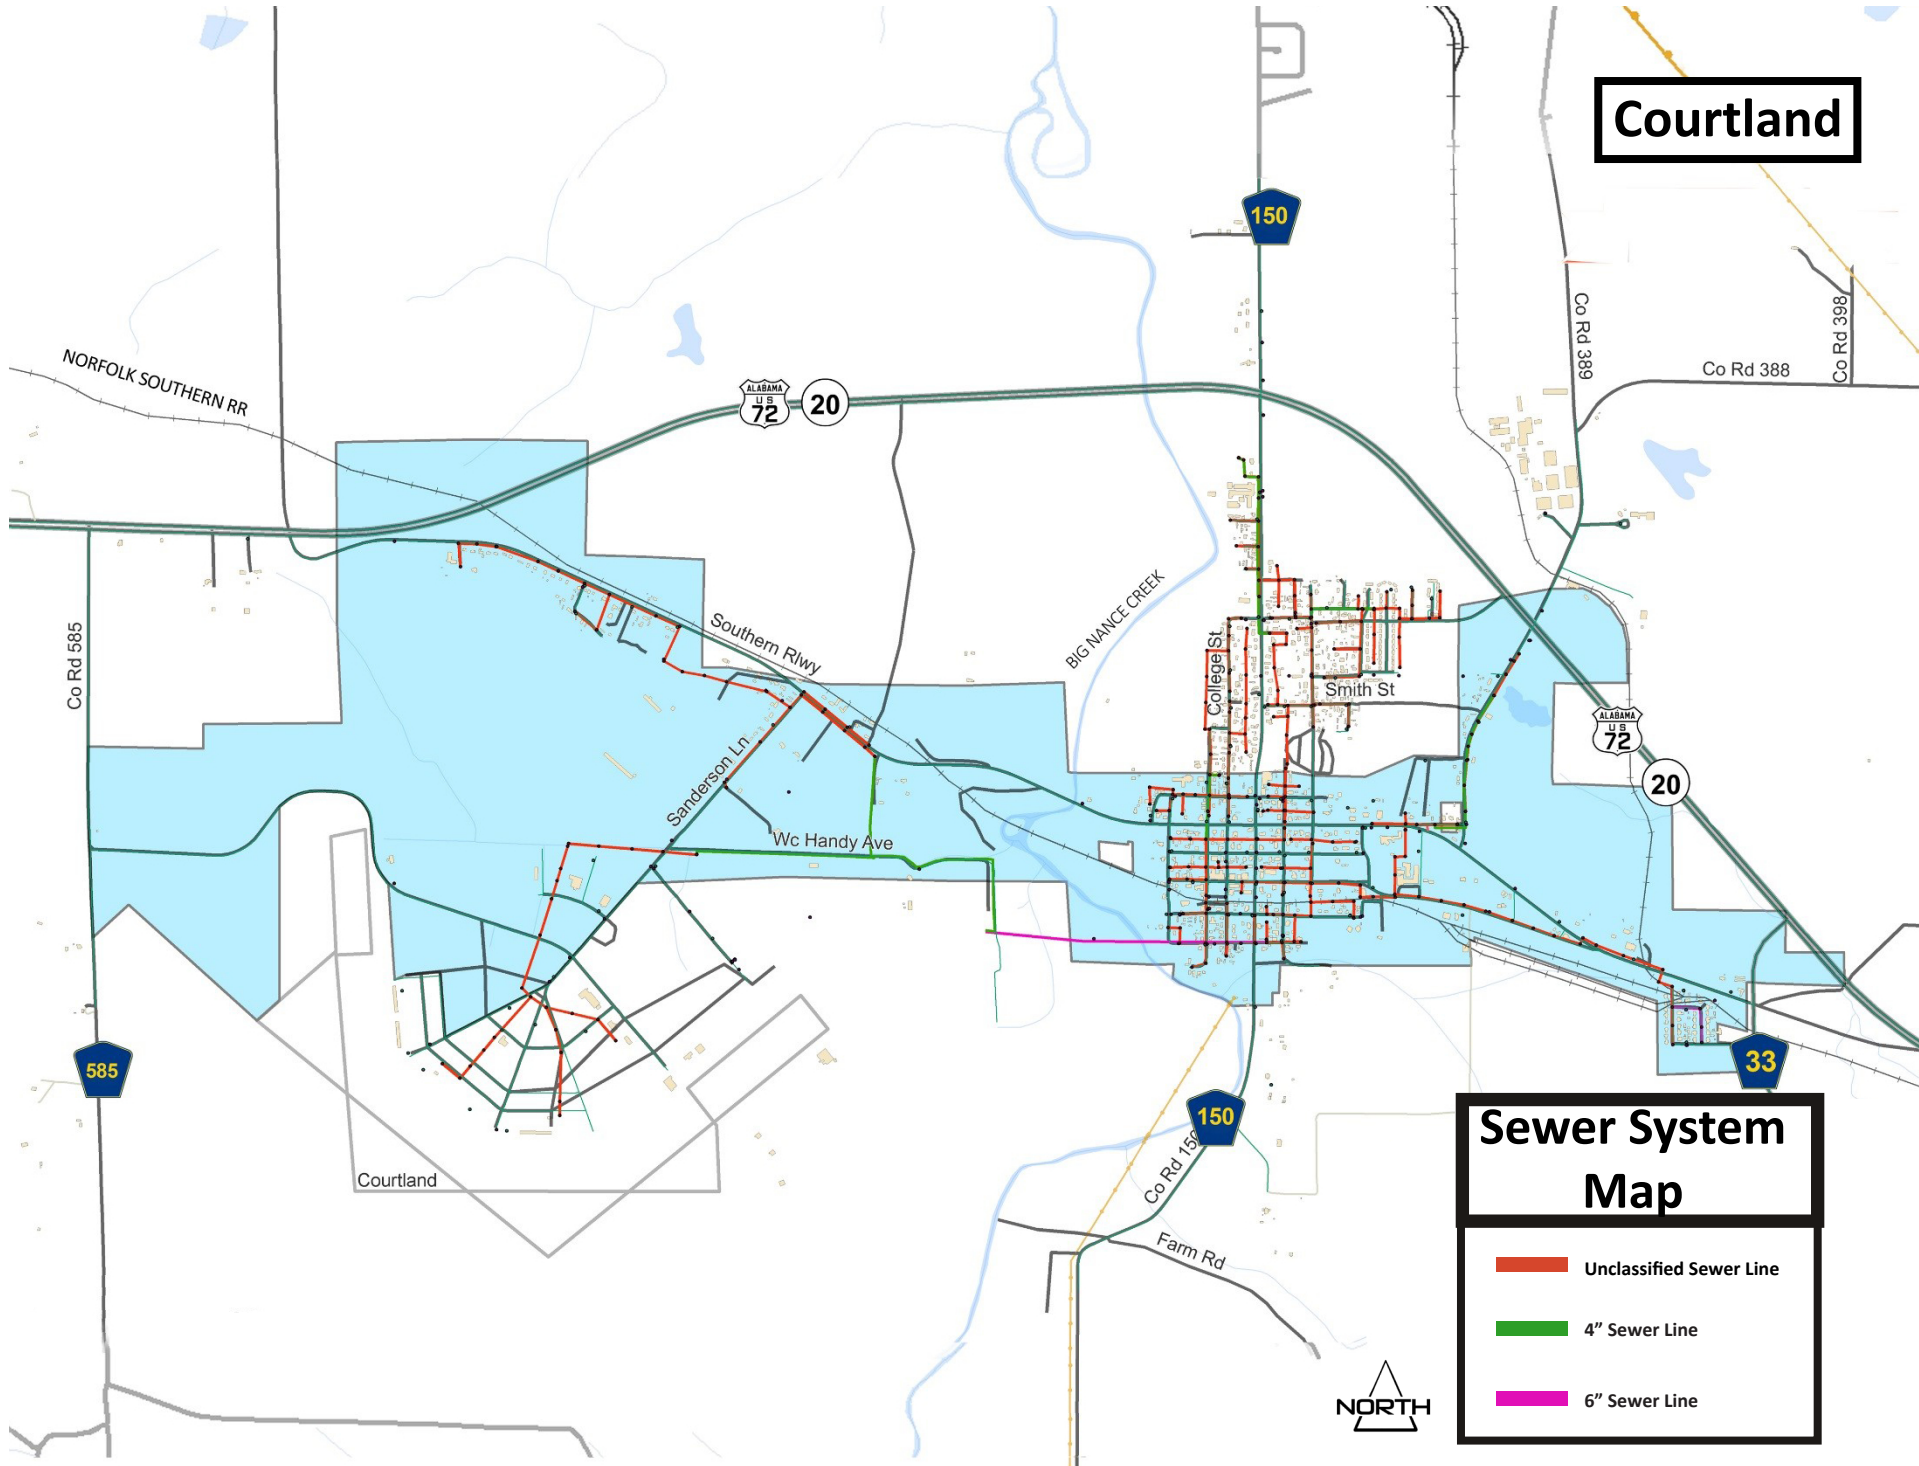 Courtland
150
Co Rd 389
Co Rd 398
Co Rd 388
NORFOLK SOUTHERN RR
ALABAMA
US
72
20
BIG NANCE CREEK
Co Rd 585
Southern Rlwy
College St
Smith St
ALABAMA
US
72
20
Sanderson Ln
Wc Handy Ave
585
33
150
Co Rd 150
Courtland
Farm Rd
Sewer System
Map
Unclassified Sewer Line
4” Sewer Line
6” Sewer Line
NORTH